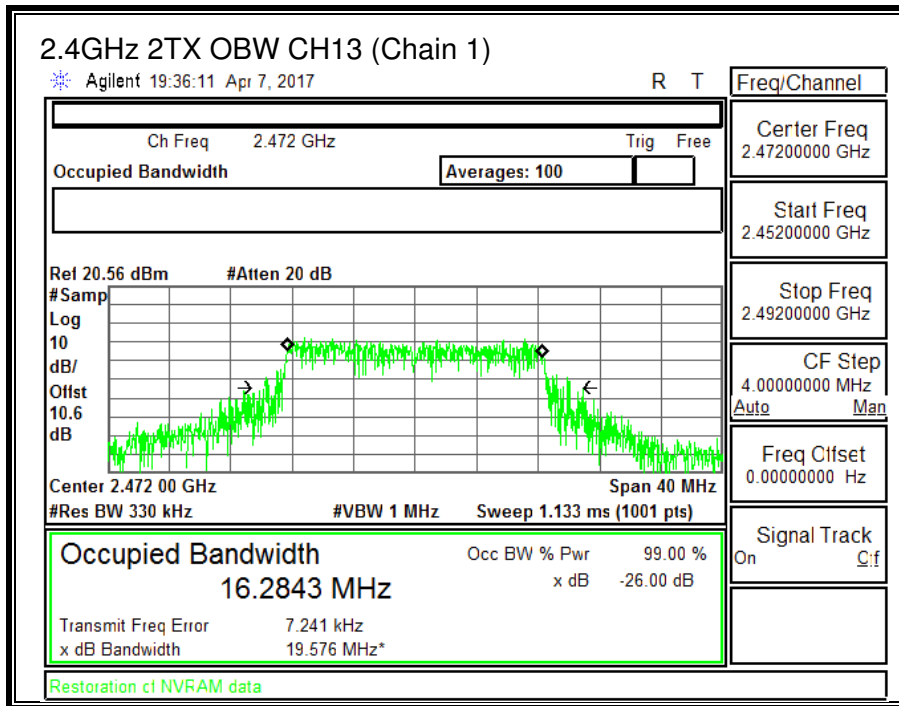 2.4GHz 2TX OBW CH13 (Chain 1)
Agilent 19:36:11 Apr 7, 2017 R T
Freq/Channel
Ch Freq 2.472 GHz Trig Free
Occupied Bandwidth Averages: 100
Center Freq
2.47200000 GHz
Start Freq
2.45200000 GHz
Stop Freq
2.49200000 GHz
CF Step
4.00000000 MHz
Auto Man
Freq Offset
0.00000000 Hz
Signal Track
On Off
Ref 20.56 dBm #Atten 20 dB
#Samp
Log
10
dB/
Offst
10.6
dB
Center 2.472 00 GHz Span 40 MHz
#Res BW 330 kHz #VBW 1 MHz Sweep 1.133 ms (1001 pts)
Occupied Bandwidth Occ BW % Pwr 99.00 %
16.2843 MHz x dB -26.00 dB
Transmit Freq Error 7.241 kHz
x dB Bandwidth 19.576 MHz*
Restoration of NVRAM data